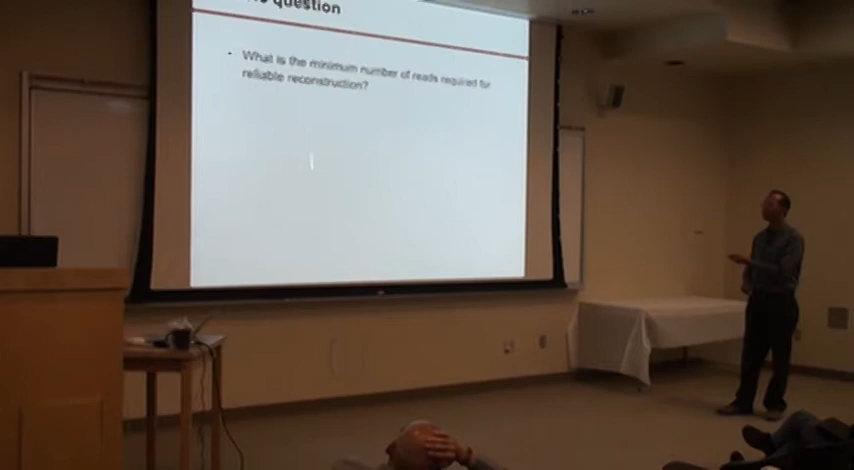 question
What is the minimum number of reads required for
reliable reconstruction?